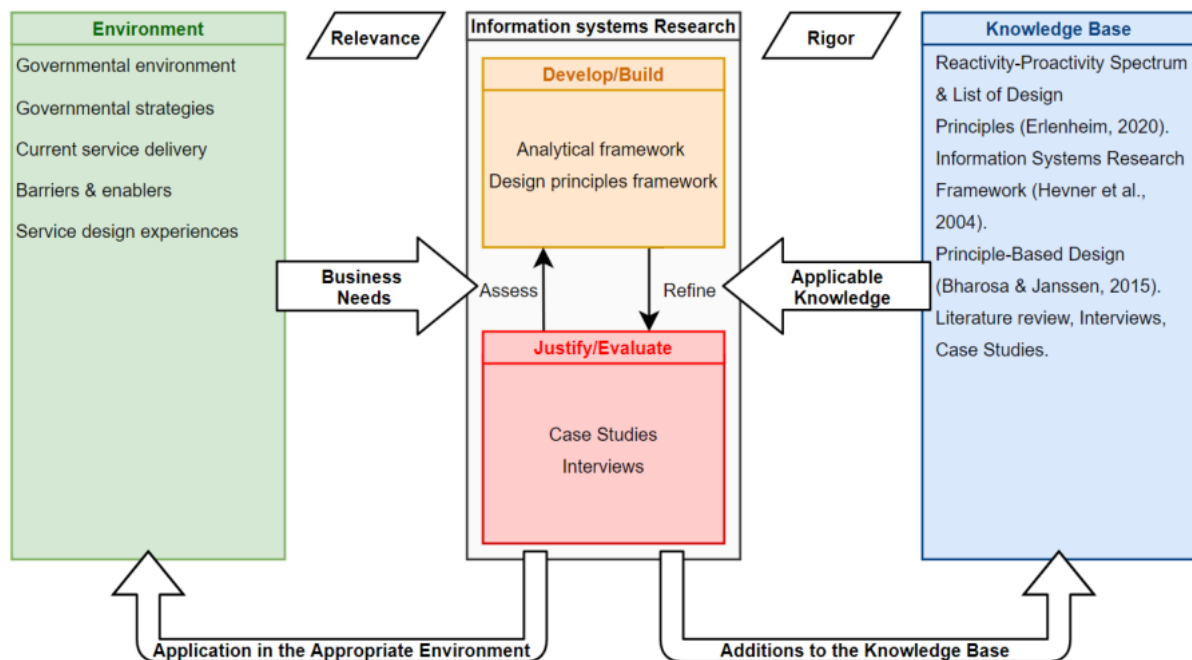 Environment
Governmental environment
Governmental strategies
Current service delivery
Barriers & enablers
Service design experiences
Relevance
Business
Needs
Information systems Research
Develop/Build
Analytical framework
Design principles framework
Assess
Refine
Justify/Evaluate
Case Studies
Interviews
Rigor
Applicable
Knowledge
Knowledge Base
Reactivity-Proactivity Spectrum
& List of Design
Principles (Erlenheim, 2020).
Information Systems Research
Framework (Hevner et al.,
2004).
Principle-Based Design
(Bharosa & Janssen, 2015).
Literature review, Interviews,
Case Studies.
Application in the Appropriate Environment
Additions to the Knowledge Base